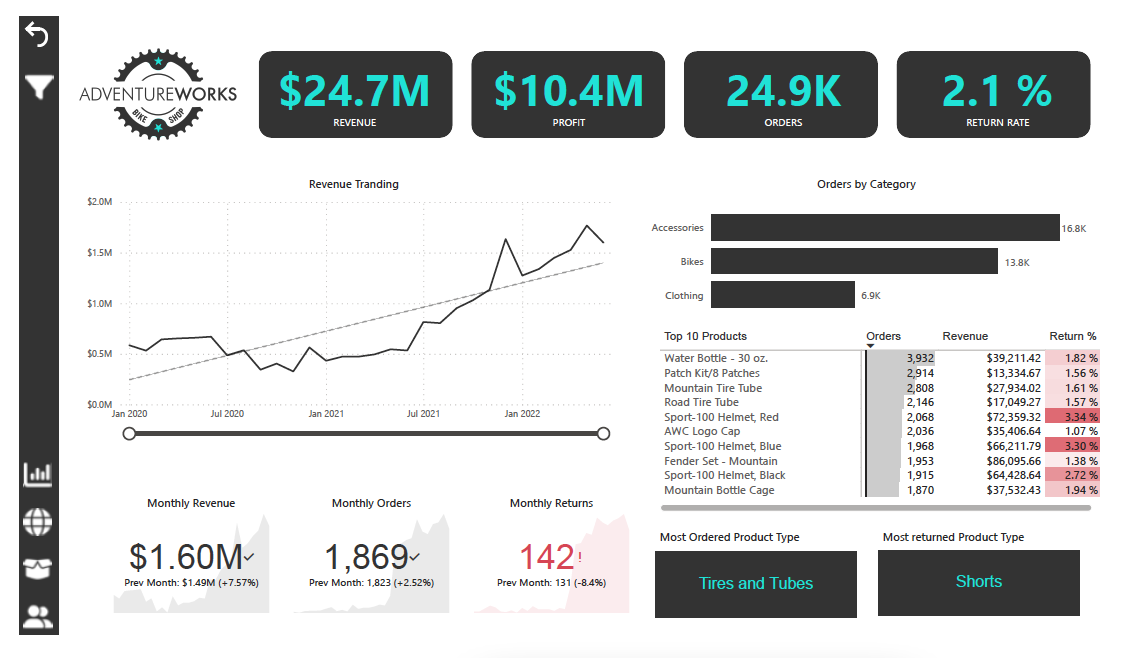 ADVENTUREWORKS
BIKE SHOP
$24.7M
REVENUE
$10.4M
PROFIT
24.9K
ORDERS
2.1 %
RETURN RATE
Revenue Tranding
$2.0M
$1.5M
$1.0M
$0.5M
$0.0M
Jan 2020 Jul 2020 Jan 2021 Jul 2021 Jan 2022
Orders by Category
Accessories 16.8K
Bikes 13.8K
Clothing 6.9K
Top 10 Products Orders Revenue Return %
Water Bottle - 30 oz. 3,932 $39,211.42 1.82 %
Patch Kit/8 Patches 2,914 $13,334.67 1.56 %
Mountain Tire Tube 2,808 $27,934.02 1.61 %
Road Tire Tube 2,146 $17,049.27 1.57 %
Sport-100 Helmet, Red 2,068 $72,359.32 3.34 %
AWC Logo Cap 2,036 $35,406.64 1.07 %
Sport-100 Helmet, Blue 1,968 $66,211.79 3.30 %
Fender Set - Mountain 1,953 $86,095.66 1.38 %
Sport-100 Helmet, Black 1,915 $64,428.64 2.72 %
Mountain Bottle Cage 1,870 $37,532.43 1.94 %
Monthly Revenue
$1.60M
Prev Month: $1.49M (+7.57%)
Monthly Orders
1,869
Prev Month: 1,823 (+2.52%)
Monthly Returns
142!
Prev Month: 131 (-8.4%)
Most Ordered Product Type
Tires and Tubes
Most returned Product Type
Shorts